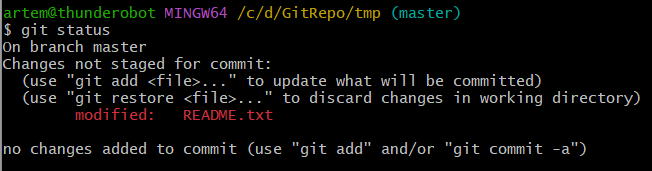 artem@thunderobot MINGW64 /c/d/GitRepo/tmp (master)
$ git status
On branch master
Changes not staged for commit:
  (use "git add <file>..." to update what will be committed)
  (use "git restore <file>..." to discard changes in working directory)
        modified:   README.txt

no changes added to commit (use "git add" and/or "git commit -a")